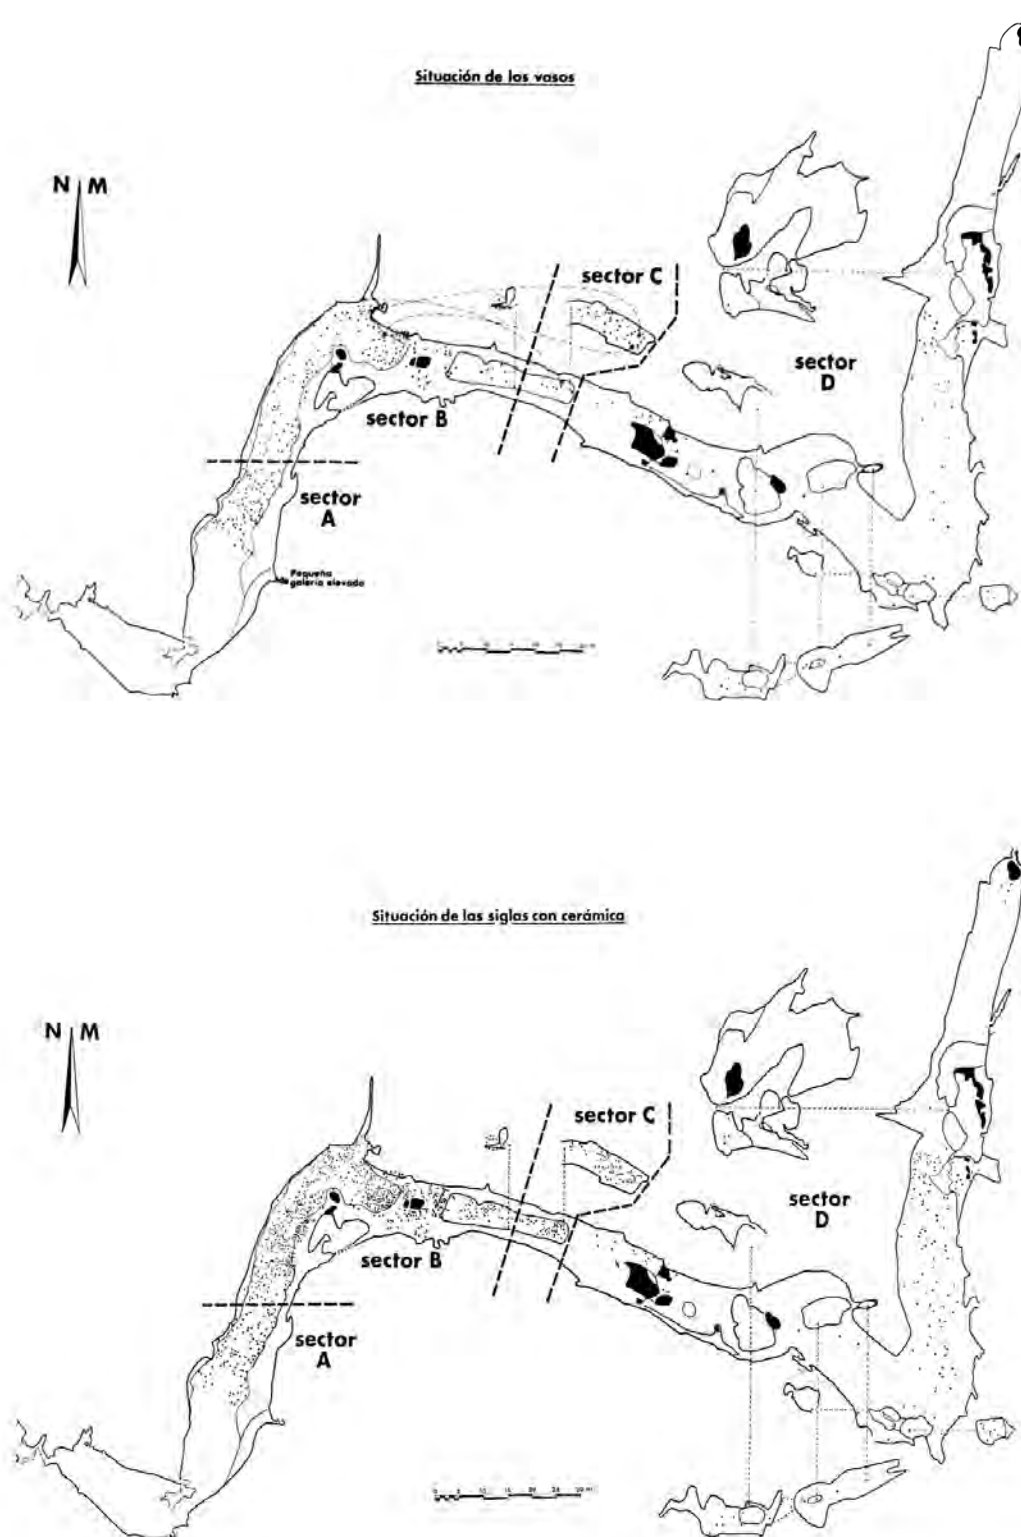 Situación de los vasos
N M
sector C
sector D
sector B
sector A
Pequeña
galería elevada
Situación de las siglas con cerámica
N M
sector C
sector D
sector B
sector A